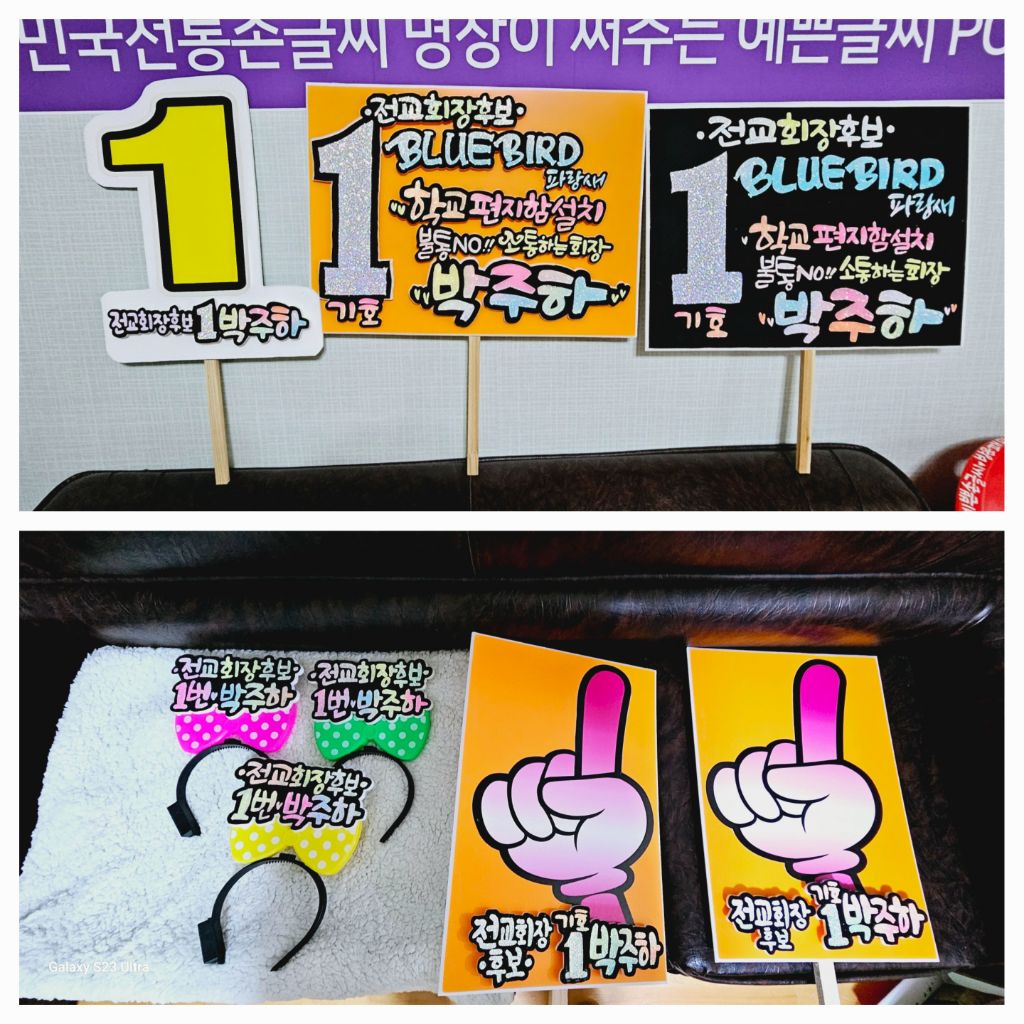 민국전통손글씨 명장이 써주는 예쁜글씨 PO
1
전교회장후보 1 박주하
·전교회장후보·
BLUEBIRD
파랑새
1
학교 편지함설치
불통NO!! 소통하는회장
기호
박주하
·전교회장후보·
BLUEBIRD
파랑새
1
학교 편지함설치
불통NO!! 소통하는회장
기호
박주하
·전교회장후보·
1번·박주하
·전교회장후보·
1번·박주하
·전교회장후보·
1번·박주하
전교회장
·후보·
기호
1 박주하
전교회장
후보
기호
1 박주하
Galaxy S23 Ultra